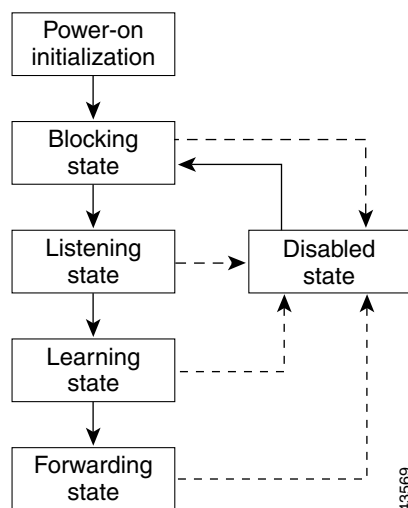 Power-on
initialization
Blocking
state
Listening
state
Disabled
state
Learning
state
Forwarding
state
43569